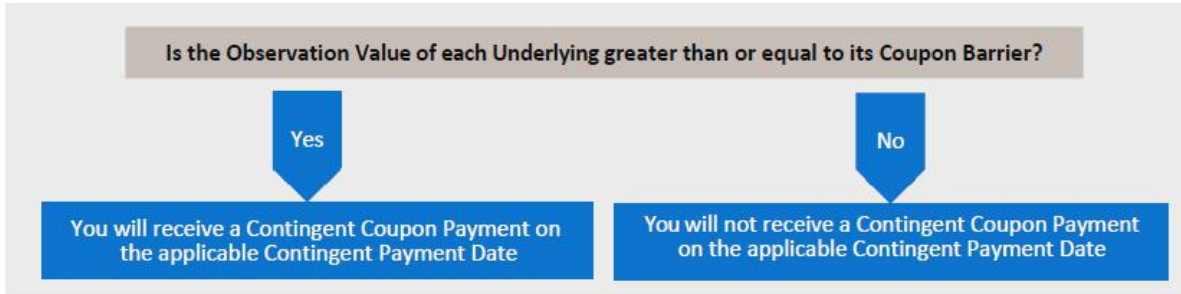 Is the Observation Value of each Underlying greater than or equal to its Coupon Barrier?
Yes
No
You will receive a Contingent Coupon Payment on
the applicable Contingent Payment Date
You will not receive a Contingent Coupon Payment
on the applicable Contingent Payment Date